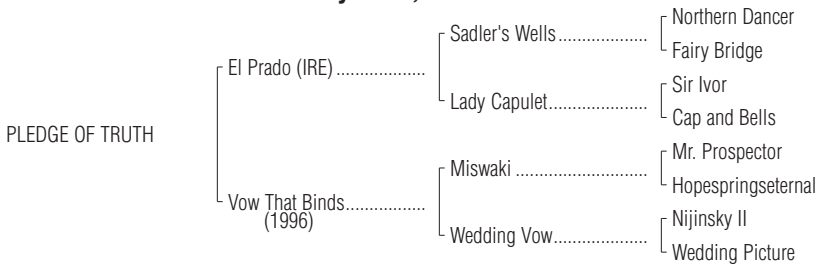 Northern Dancer
Sadler's Wells....................
Fairy Bridge
El Prado (IRE) ...................
Sir Ivor
Lady Capulet......................
Cap and Bells
PLEDGE OF TRUTH
Mr. Prospector
Miswaki ............................
Hopespringseternal
Vow That Binds.................
(1996)
Nijinsky II
Wedding Vow.....................
Wedding Picture